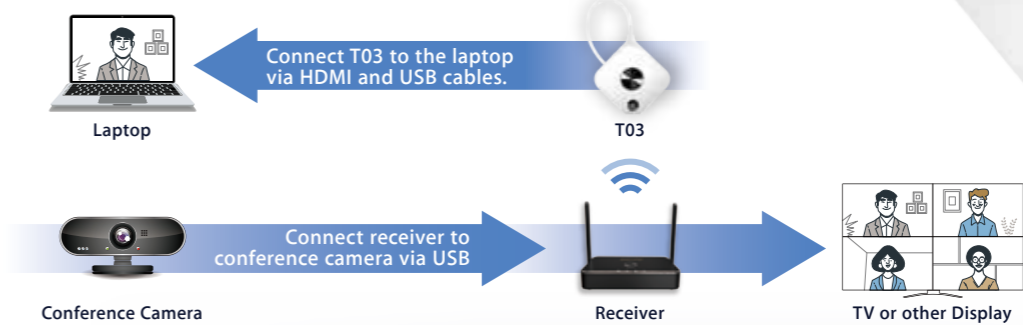 Connect T03 to the laptop
via HDMI and USB cables.
Laptop
T03
Connect receiver to
conference camera via USB
Conference Camera
Receiver
TV or other Display